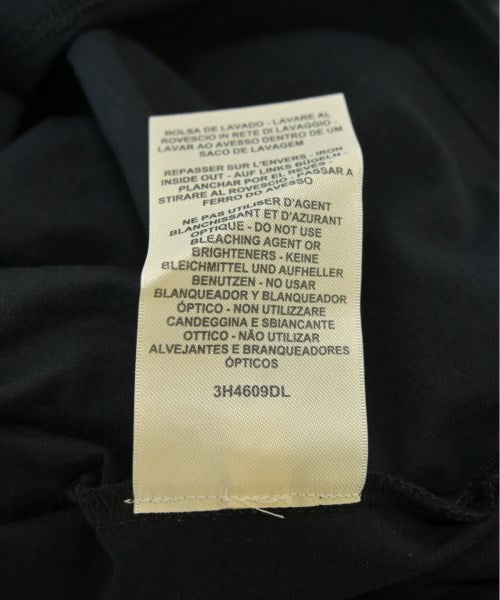 BOLSA DE LAVADO - LAVARE AL
ROVESCIO IN RETE DI LAVAGGIO -
LAVAR AO AVESSO DENTRO DE UM
SACO DE LAVAGEM
REPASSER SUR L'ENVERS - IRON
INSIDE OUT - AUF LINKS BÜGELN -
PLANCHAR POR EL REVÉS -
STIRARE AL ROVESCIO - PASSAR A
FERRO DO AVESSO
NE PAS UTILISER D'AGENT
BLANCHISSANT ET D'AZURANT
OPTIQUE - DO NOT USE
BLEACHING AGENT OR
BRIGHTENERS - KEINE
BLEICHMITTEL UND AUFHELLER
BENUTZEN - NO USAR
BLANQUEADOR Y BLANQUEADOR
ÓPTICO - NON UTILIZZARE
CANDEGGINA E SBIANCANTE
OTTICO - NÃO UTILIZAR
ALVEJANTES E BRANQUEADORES
ÓPTICOS
3H4609DL